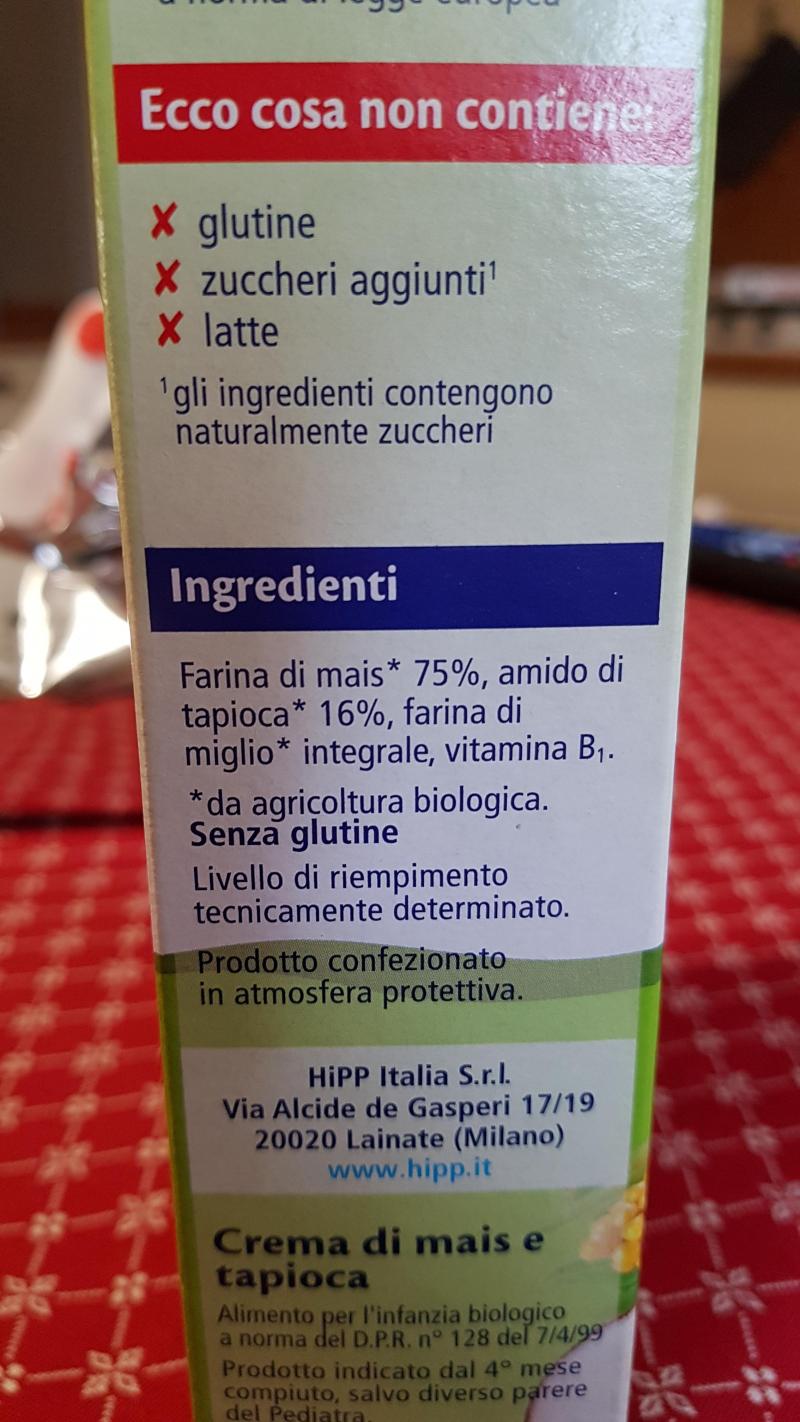 a norma di legge europea
Ecco cosa non contiene:
✘ glutine
✘ zuccheri aggiunti¹
✘ latte
¹gli ingredienti contengono
naturalmente zuccheri
Ingredienti
Farina di mais* 75%, amido di
tapioca* 16%, farina di
miglio* integrale, vitamina B₁.
*da agricoltura biologica.
Senza glutine
Livello di riempimento
tecnicamente determinato.
Prodotto confezionato
in atmosfera protettiva.
HiPP Italia S.r.l.
Via Alcide de Gasperi 17/19
20020 Lainate (Milano)
www.hipp.it
Crema di mais e
tapioca
Alimento per l'infanzia biologico
a norma del D.P.R. n° 128 del 7/4/99
Prodotto indicato dal 4° mese
compiuto, salvo diverso parere
del Pediatra.